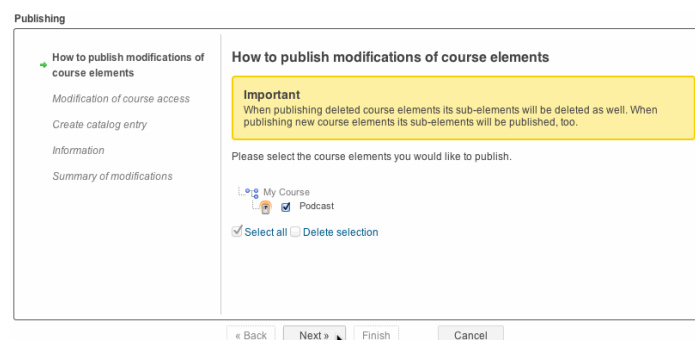 Publishing
How to publish modifications of
course elements
Modification of course access
Create catalog entry
Information
Summary of modifications
How to publish modifications of course elements
Important
When publishing deleted course elements its sub-elements will be deleted as well. When
publishing new course elements its sub-elements will be published, too.
Please select the course elements you would like to publish.
My Course
Podcast
Select all Delete selection
« Back Next » Finish Cancel